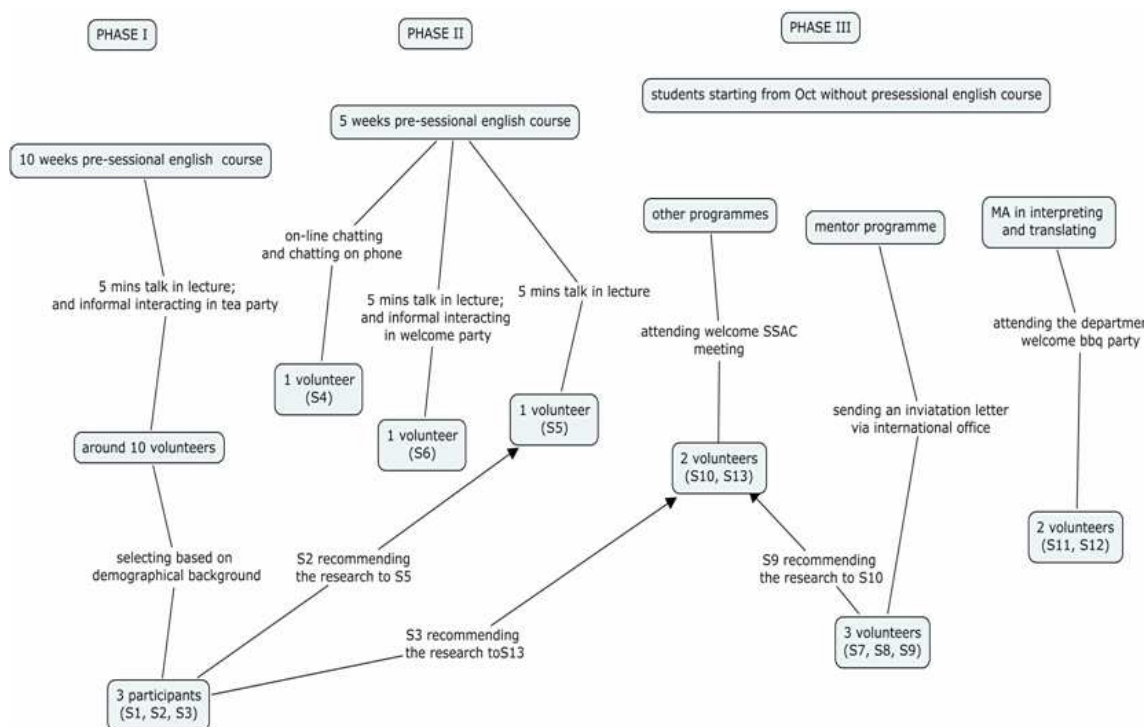 PHASE I
PHASE II
PHASE III
students starting from Oct without presessional english course
5 weeks pre-sessional english course
10 weeks pre-sessional english course
other programmes
mentor programme
MA in interpreting
and translating
on-line chatting
and chatting on phone
5 mins talk in lecture;
and informal interacting in tea party
5 mins talk in lecture;
and informal interacting
in welcome party
5 mins talk in lecture
attending welcome SSAC
meeting
attending the departmen
welcome bbq party
1 volunteer
(S4)
1 volunteer
(S6)
1 volunteer
(S5)
sending an inviatation letter
via international office
around 10 volunteers
2 volunteers
(S10, S13)
2 volunteers
(S11, S12)
selecting based on
demographical background
S2 recommending
the research to S5
S9 recommending
the research to S10
S3 recommending
the research toS13
3 volunteers
(S7, S8, S9)
3 participants
(S1, S2, S3)